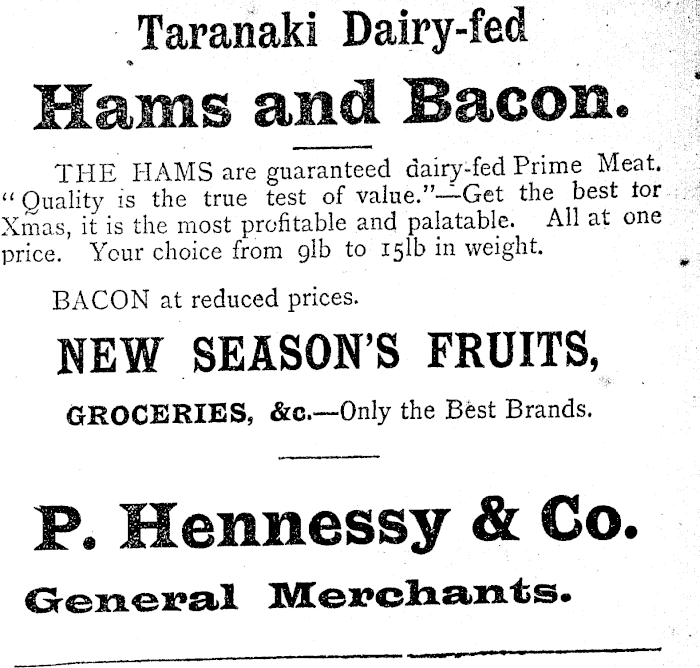 Taranaki Dairy-fed
Hams and Bacon.
THE HAMS are guaranteed dairy-fed Prime Meat.
“Quality is the true test of value.”—Get the best for
Xmas, it is the most profitable and palatable. All at one
price. Your choice from 9lb to 15lb in weight.
BACON at reduced prices.
NEW SEASON'S FRUITS,
GROCERIES, &c.—Only the Best Brands.
P. Hennessy & Co.
General Merchants.